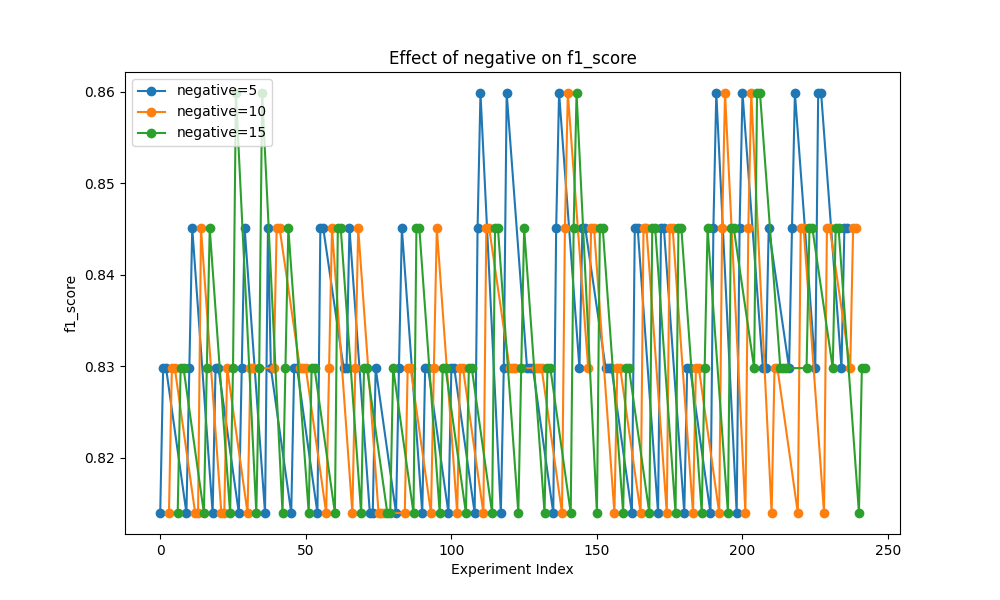 Effect of negative on f1_score
negative=5
negative=10
negative=15
0.86
0.85
0.84
0.83
0.82
f1_score
0
50
100
150
200
250
Experiment Index